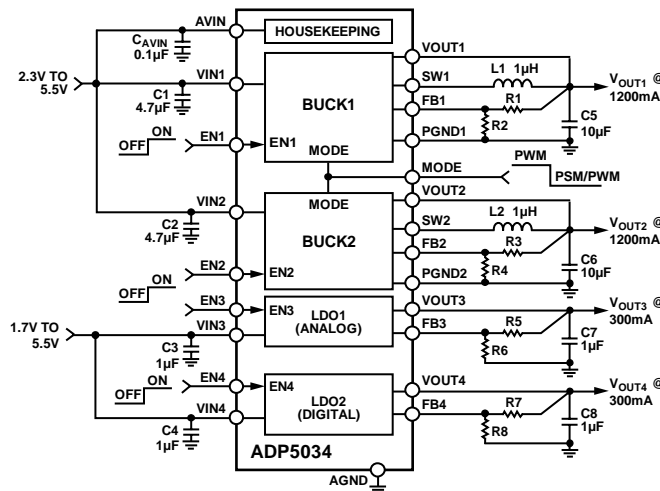 AVIN
HOUSEKEEPING
CAVIN
0.1µF
VOUT1
2.3V TO
5.5V
VIN1
C1
4.7µF
BUCK1
SW1
L1 1µH
VOUT1 @
1200mA
FB1
R1
R2
C5
10µF
OFF
ON
EN1
EN1
PGND1
MODE
MODE
PWM
PSM/PWM
MODE
VIN2
C2
4.7µF
BUCK2
VOUT2
SW2
L2 1µH
VOUT2 @
1200mA
FB2
R3
R4
C6
10µF
EN2
EN2
PGND2
OFF
ON
EN3
EN3
LDO1
(ANALOG)
VOUT3
VOUT3 @
300mA
1.7V TO
5.5V
VIN3
C3
1µF
FB3
R5
R6
C7
1µF
OFF
ON
EN4
EN4
LDO2
(DIGITAL)
VOUT4
VOUT4 @
300mA
VIN4
C4
1µF
FB4
R7
R8
C8
1µF
ADP5034
AGND